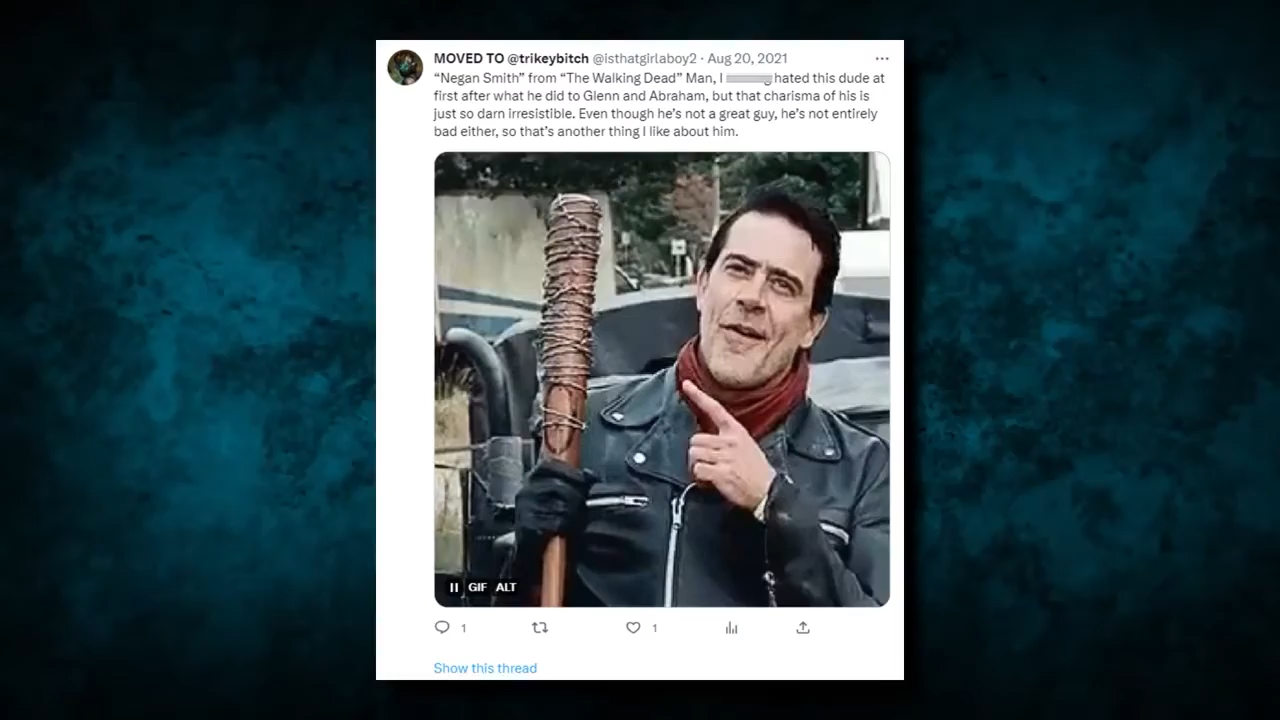 MOVED TO @trikeybitch @isthatgirlaboy2 · Aug 20, 2021
“Negan Smith” from “The Walking Dead” Man, I hated this dude at
first after what he did to Glenn and Abraham, but that charisma of his is
just so darn irresistible. Even though he’s not a great guy, he’s not entirely
bad either, so that’s another thing I like about him.
GIF ALT
1 1
Show this thread